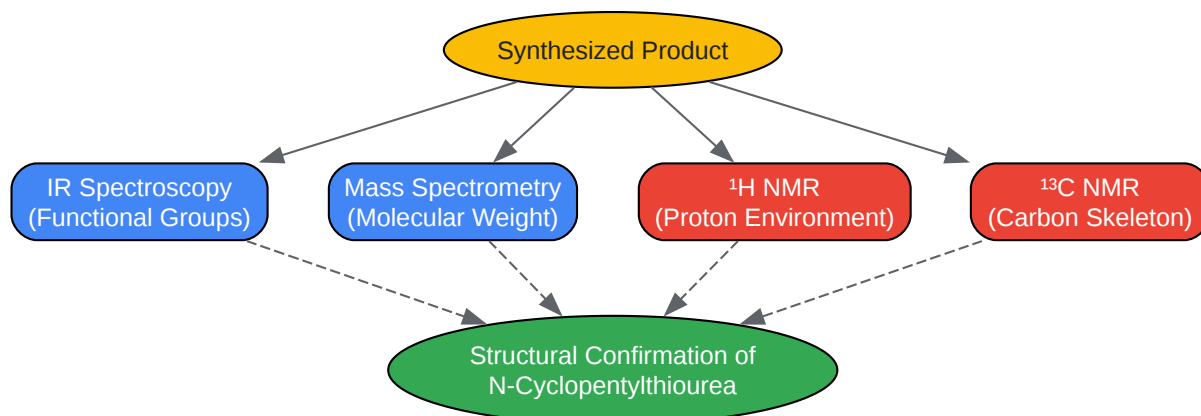 Synthesized Product
IR Spectroscopy
(Functional Groups)
Mass Spectrometry
(Molecular Weight)
¹H NMR
(Proton Environment)
¹³C NMR
(Carbon Skeleton)
Structural Confirmation of
N-Cyclopentylthiourea